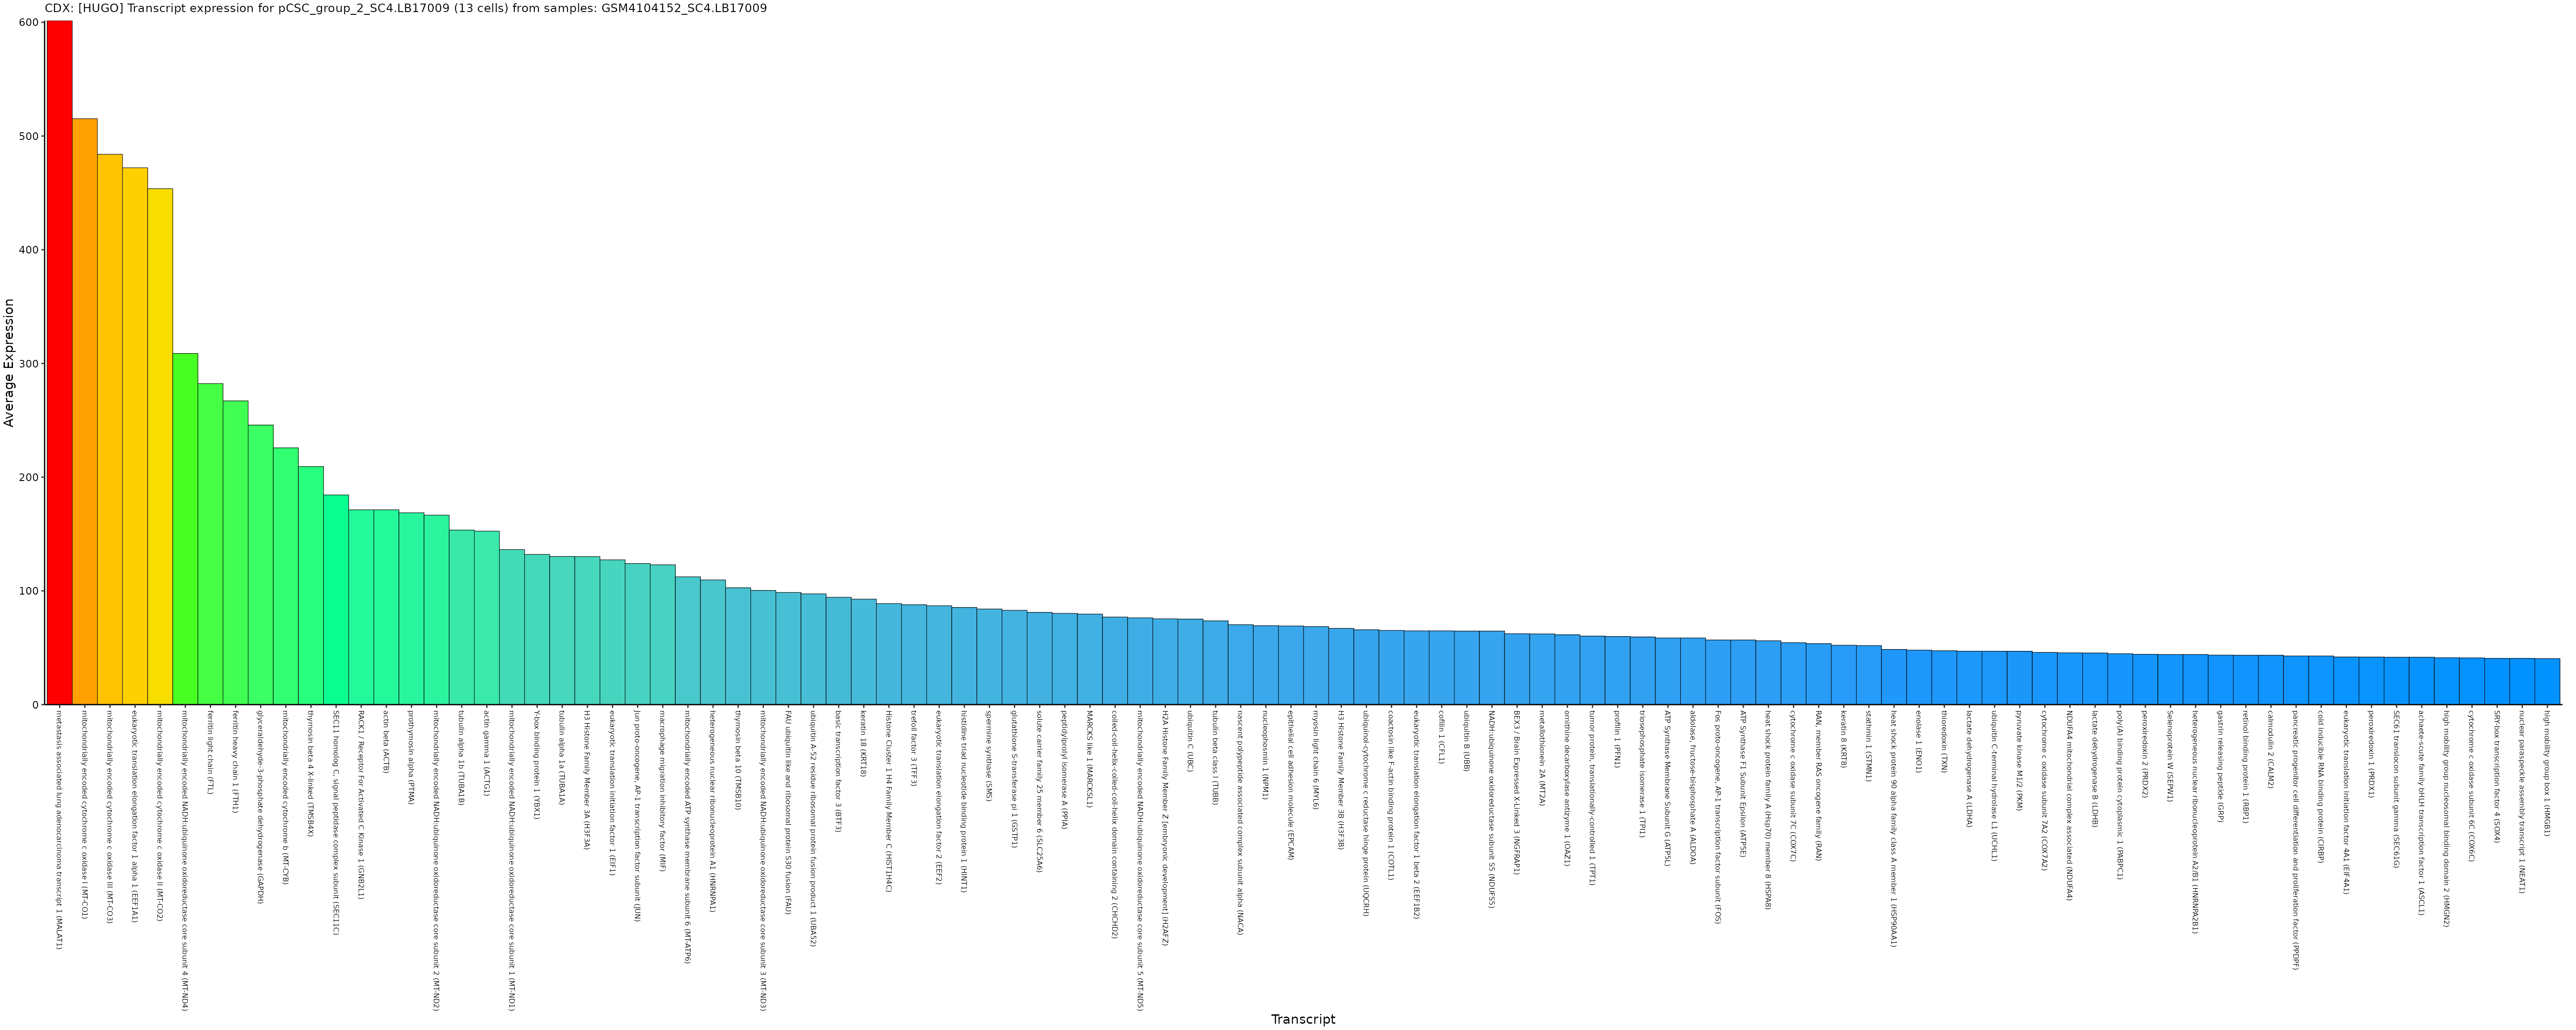 CDX: [HUGO] Transcript expression for pCSC_group_2_SC4.LB17009 (13 cells) from samples: GSM4104152_SC4.LB17009
600
500
400
300
200
100
0
Average Expression
metastasis associated lung adenocarcinoma transcript 1 (MALAT1)
mitochondrially encoded cytochrome c oxidase I (MT-CO1)
mitochondrially encoded cytochrome c oxidase III (MT-CO3)
eukaryotic translation elongation factor 1 alpha 1 (EEF1A1)
mitochondrially encoded cytochrome c oxidase II (MT-CO2)
mitochondrially encoded NADH:ubiquinone oxidoreductase core subunit 4 (MT-ND4)
ferritin light chain (FTL)
ferritin heavy chain 1 (FTH1)
glyceraldehyde-3-phosphate dehydrogenase (GAPDH)
mitochondrially encoded cytochrome b (MT-CYB)
thymosin beta 4 X-linked (TMSB4X)
SEC11 homolog C, signal peptidase complex subunit (SEC11C)
RACK1 / Receptor For Activated C Kinase 1 (GNB2L1)
actin beta (ACTB)
prothymosin alpha (PTMA)
mitochondrially encoded NADH:ubiquinone oxidoreductase core subunit 2 (MT-ND2)
tubulin alpha 1b (TUBA1B)
actin gamma 1 (ACTG1)
mitochondrially encoded NADH:ubiquinone oxidoreductase core subunit 1 (MT-ND1)
Y-box binding protein 1 (YBX1)
tubulin alpha 1a (TUBA1A)
H3 Histone Family Member 3A (H3F3A)
eukaryotic translation initiation factor 1 (EIF1)
Jun proto-oncogene, AP-1 transcription factor subunit (JUN)
macrophage migration inhibitory factor (MIF)
mitochondrially encoded ATP synthase membrane subunit 6 (MT-ATP6)
heterogeneous nuclear ribonucleoprotein A1 (HNRNPA1)
thymosin beta 10 (TMSB10)
mitochondrially encoded NADH:ubiquinone oxidoreductase core subunit 3 (MT-ND3)
FAU ubiquitin like and ribosomal protein S30 fusion (FAU)
ubiquitin A-52 residue ribosomal protein fusion product 1 (UBA52)
basic transcription factor 3 (BTF3)
keratin 18 (KRT18)
Histone Cluster 1 H4 Family Member C (HIST1H4C)
trefoil factor 3 (TFF3)
eukaryotic translation elongation factor 2 (EEF2)
histidine triad nucleotide binding protein 1 (HINT1)
spermine synthase (SMS)
glutathione S-transferase pi 1 (GSTP1)
solute carrier family 25 member 6 (SLC25A6)
peptidylprolyl isomerase A (PPIA)
MARCKS like 1 (MARCKSL1)
coiled-coil-helix-coiled-coil-helix domain containing 2 (CHCHD2)
mitochondrially encoded NADH:ubiquinone oxidoreductase core subunit 5 (MT-ND5)
H2A Histone Family Member Z [embryonic development] (H2AFZ)
ubiquitin C (UBC)
tubulin beta class I (TUBB)
nascent polypeptide associated complex subunit alpha (NACA)
nucleophosmin 1 (NPM1)
epithelial cell adhesion molecule (EPCAM)
myosin light chain 6 (MYL6)
H3 Histone Family Member 3B (H3F3B)
ubiquinol-cytochrome c reductase hinge protein (UQCRH)
coactosin like F-actin binding protein 1 (COTL1)
eukaryotic translation elongation factor 1 beta 2 (EEF1B2)
cofilin 1 (CFL1)
ubiquitin B (UBB)
NADH:ubiquinone oxidoreductase subunit S5 (NDUFS5)
BEX3 / Brain Expressed X-Linked 3 (NGFRAP1)
metallothionein 2A (MT2A)
ornithine decarboxylase antizyme 1 (OAZ1)
tumor protein, translationally-controlled 1 (TPT1)
profilin 1 (PFN1)
triosephosphate isomerase 1 (TPI1)
ATP Synthase Membrane Subunit G (ATP5L)
aldolase, fructose-bisphosphate A (ALDOA)
Fos proto-oncogene, AP-1 transcription factor subunit (FOS)
ATP Synthase F1 Subunit Epsilon (ATP5E)
heat shock protein family A (Hsp70) member 8 (HSPA8)
cytochrome c oxidase subunit 7C (COX7C)
RAN, member RAS oncogene family (RAN)
keratin 8 (KRT8)
stathmin 1 (STMN1)
heat shock protein 90 alpha family class A member 1 (HSP90AA1)
enolase 1 (ENO1)
thioredoxin (TXN)
lactate dehydrogenase A (LDHA)
ubiquitin C-terminal hydrolase L1 (UCHL1)
pyruvate kinase M1/2 (PKM)
cytochrome c oxidase subunit 7A2 (COX7A2)
NDUFA4 mitochondrial complex associated (NDUFA4)
lactate dehydrogenase B (LDHB)
poly(A) binding protein cytoplasmic 1 (PABPC1)
peroxiredoxin 2 (PRDX2)
Selenoprotein W (SEPW1)
heterogeneous nuclear ribonucleoprotein A2/B1 (HNRNPA2B1)
gastrin releasing peptide (GRP)
retinol binding protein 1 (RBP1)
calmodulin 2 (CALM2)
pancreatic progenitor cell differentiation and proliferation factor (PPDPF)
cold inducible RNA binding protein (CIRBP)
eukaryotic translation initiation factor 4A1 (EIF4A1)
peroxiredoxin 1 (PRDX1)
SEC61 translocon subunit gamma (SEC61G)
achaete-scute family bHLH transcription factor 1 (ASCL1)
high mobility group nucleosomal binding domain 2 (HMGN2)
cytochrome c oxidase subunit 6C (COX6C)
SRY-box transcription factor 4 (SOX4)
nuclear paraspeckle assembly transcript 1 (NEAT1)
high mobility group box 1 (HMGB1)
Transcript